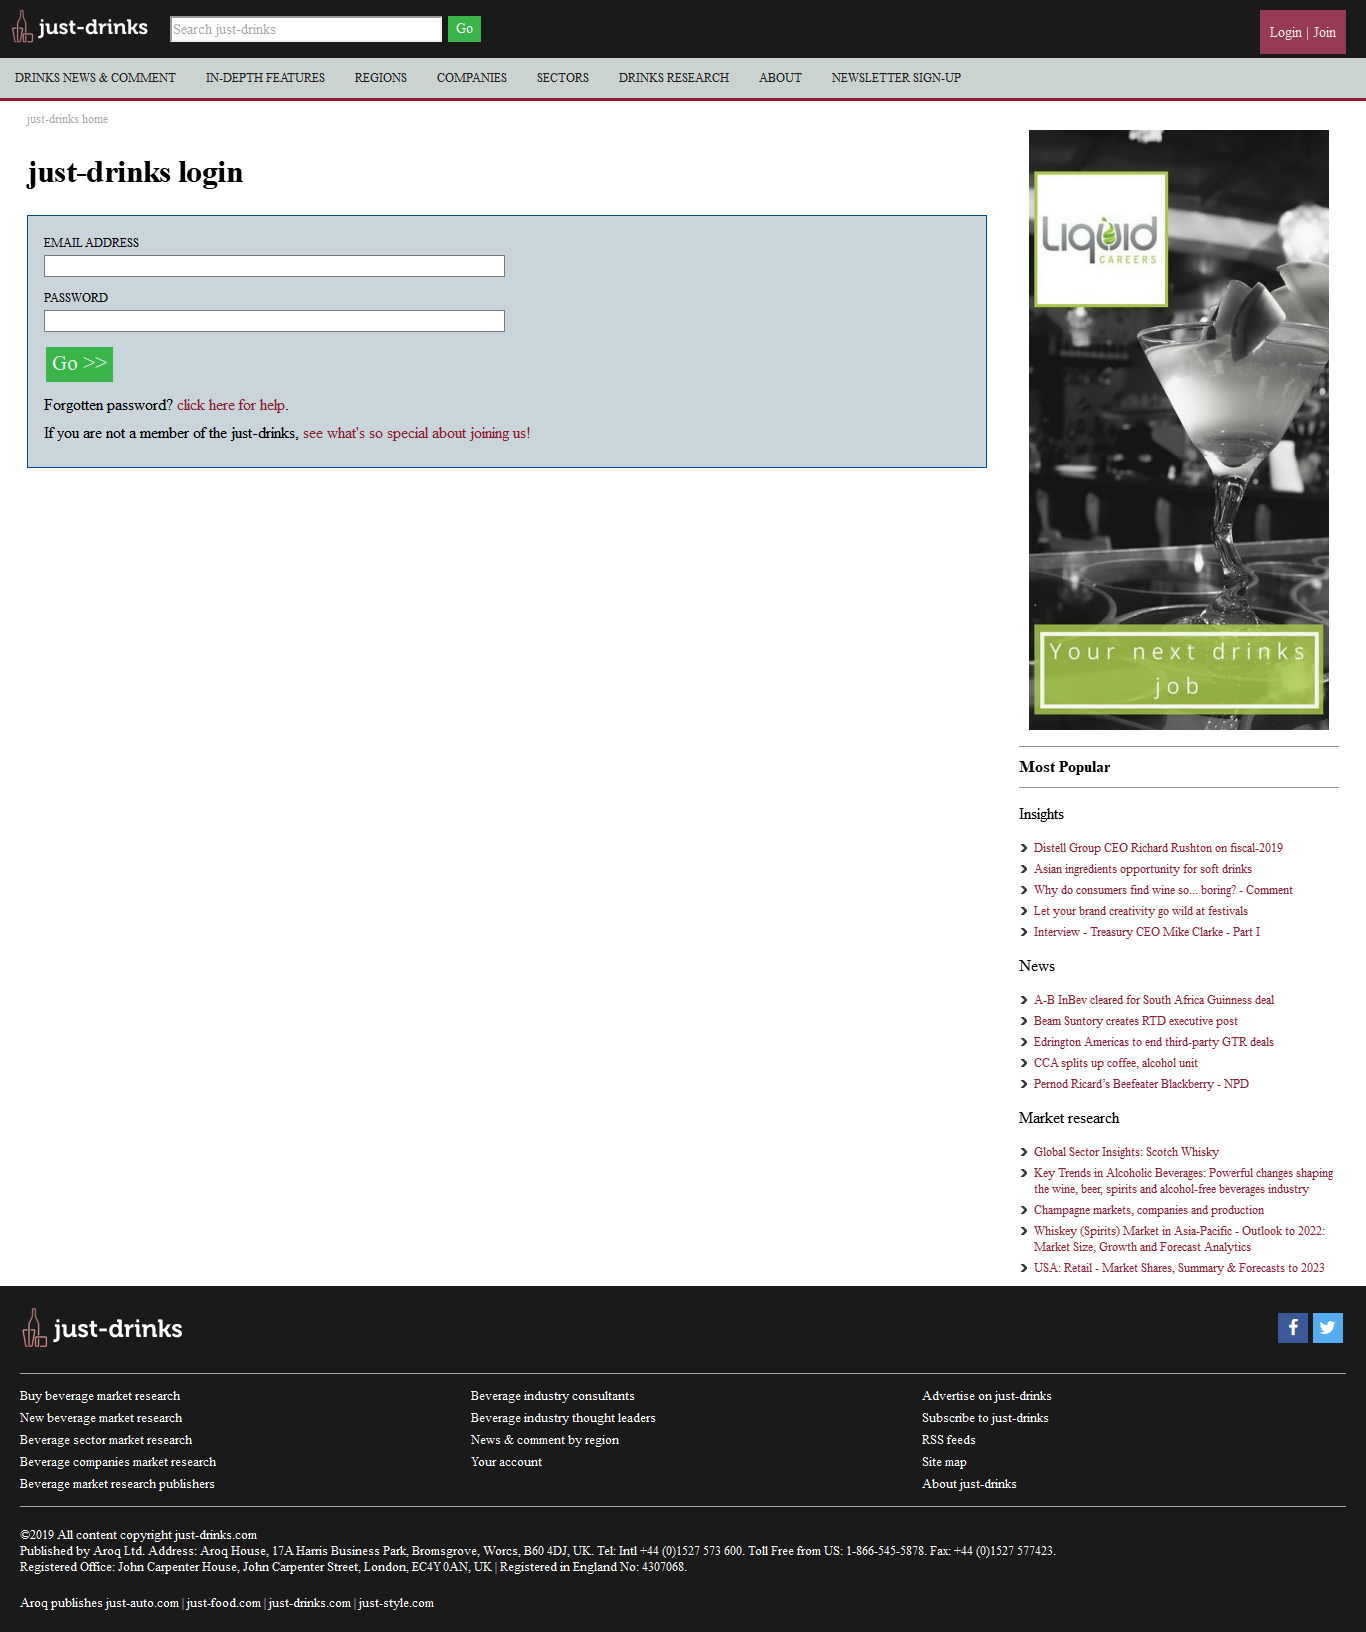 just-drinks
Search just-drinks
Go
Login | Join
DRINKS NEWS & COMMENT
IN-DEPTH FEATURES
REGIONS
COMPANIES
SECTORS
DRINKS RESEARCH
ABOUT
NEWSLETTER SIGN-UP
just-drinks home
just-drinks login
EMAIL ADDRESS
PASSWORD
Go >>
Forgotten password? click here for help.
If you are not a member of the just-drinks, see what's so special about joining us!
Liquid
CAREERS
Your next drinks
job
Most Popular
Insights
Distell Group CEO Richard Rushton on fiscal-2019
Asian ingredients opportunity for soft drinks
Why do consumers find wine so... boring? - Comment
Let your brand creativity go wild at festivals
Interview - Treasury CEO Mike Clarke - Part I
News
A-B InBev cleared for South Africa Guinness deal
Beam Suntory creates RTD executive post
Edrington Americas to end third-party GTR deals
CCA splits up coffee, alcohol unit
Pernod Ricard’s Beefeater Blackberry - NPD
Market research
Global Sector Insights: Scotch Whisky
Key Trends in Alcoholic Beverages: Powerful changes shaping
the wine, beer, spirits and alcohol-free beverages industry
Champagne markets, companies and production
Whiskey (Spirits) Market in Asia-Pacific - Outlook to 2022:
Market Size, Growth and Forecast Analytics
USA: Retail - Market Shares, Summary & Forecasts to 2023
just-drinks
Buy beverage market research
New beverage market research
Beverage sector market research
Beverage companies market research
Beverage market research publishers
Beverage industry consultants
Beverage industry thought leaders
News & comment by region
Your account
Advertise on just-drinks
Subscribe to just-drinks
RSS feeds
Site map
About just-drinks
©2019 All content copyright just-drinks.com
Published by Aroq Ltd. Address: Aroq House, 17A Harris Business Park, Bromsgrove, Worcs, B60 4DJ, UK. Tel: Intl +44 (0)1527 573 600. Toll Free from US: 1-866-545-5878. Fax: +44 (0)1527 577423.
Registered Office: John Carpenter House, John Carpenter Street, London, EC4Y 0AN, UK | Registered in England No: 4307068.
Aroq publishes just-auto.com | just-food.com | just-drinks.com | just-style.com